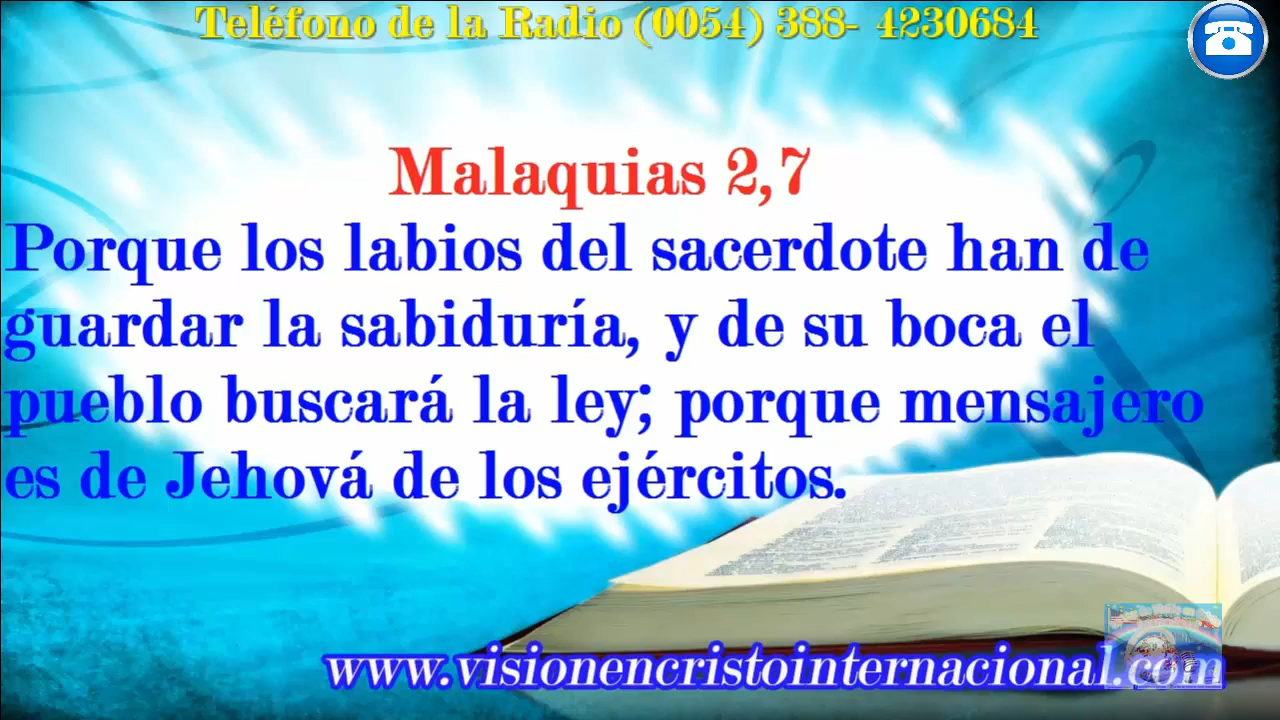 Teléfono de la Radio (0054) 388- 4230684
Malaquias 2,7
Porque los labios del sacerdote han de
guardar la sabiduría, y de su boca el
pueblo buscará la ley; porque mensajero
es de Jehová de los ejércitos.
www.visionencristointernacional.com